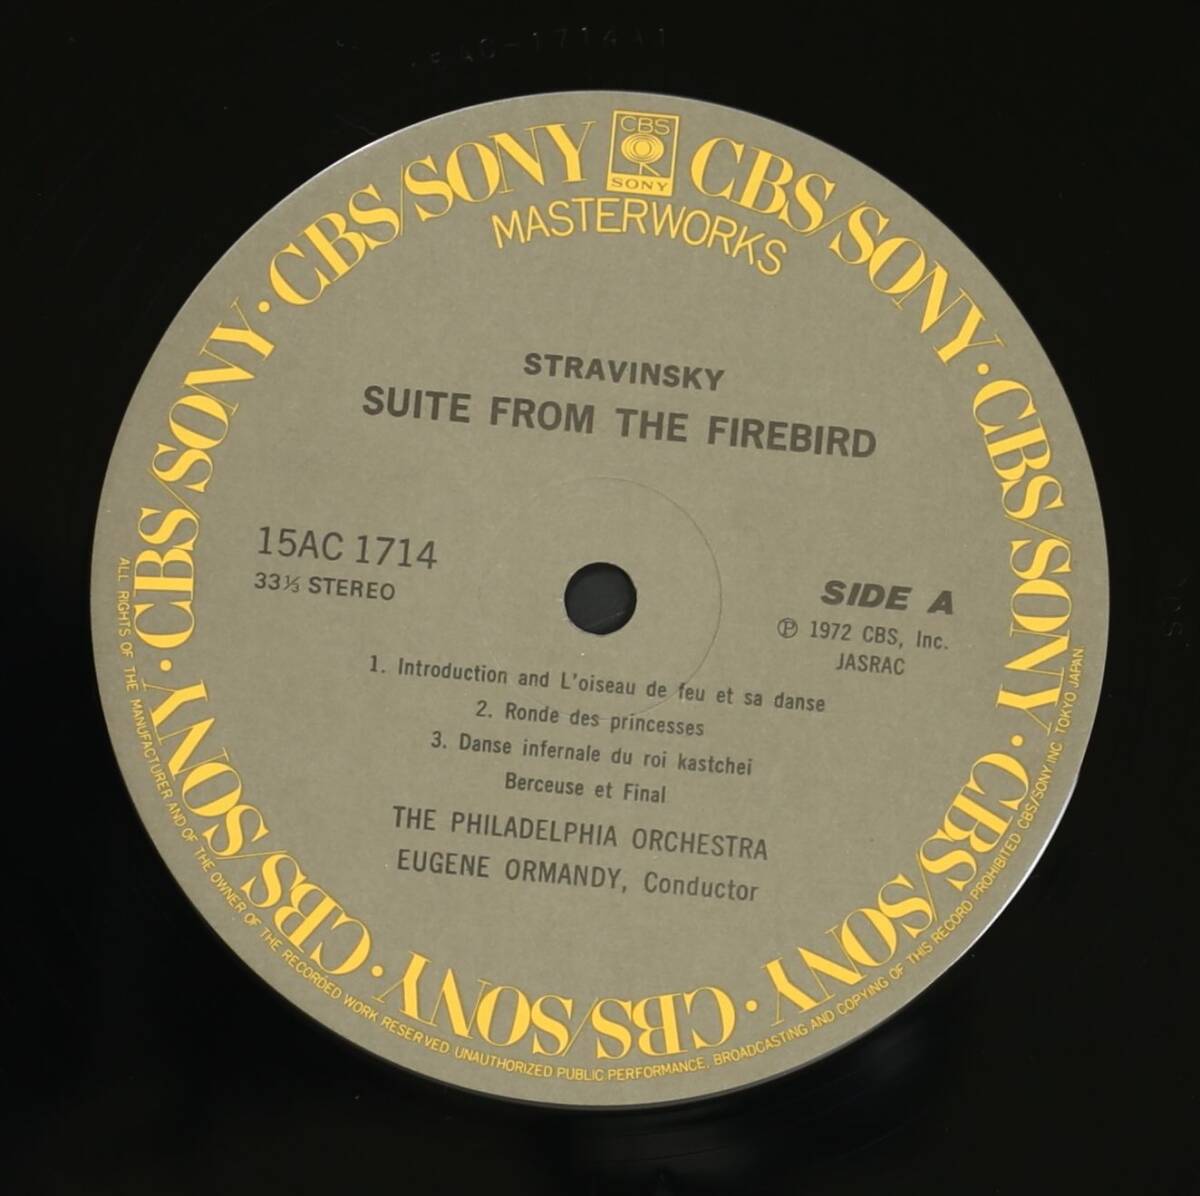 CBS/SONY · CBS/SONY · CBS/SONY · CBS/SONY · CBS/SONY · CBS/SONY · CBS/SONY · CBS/SONY
CBS
SONY
MASTERWORKS
STRAVINSKY
SUITE FROM THE FIREBIRD
15AC 1714
33⅓ STEREO
SIDE A
Ⓟ 1972 CBS, Inc.
JASRAC
1. Introduction and L'oiseau de feu et sa danse
2. Ronde des princesses
3. Danse infernale du roi kastchei
Berceuse et Final
THE PHILADELPHIA ORCHESTRA
EUGENE ORMANDY, Conductor
ALL RIGHTS OF THE MANUFACTURER AND OF THE OWNER OF THE RECORDED WORK RESERVED UNAUTHORIZED PUBLIC PERFORMANCE, BROADCASTING AND COPYING OF THIS RECORD PROHIBITED CBS/SONY INC TOKYO JAPAN